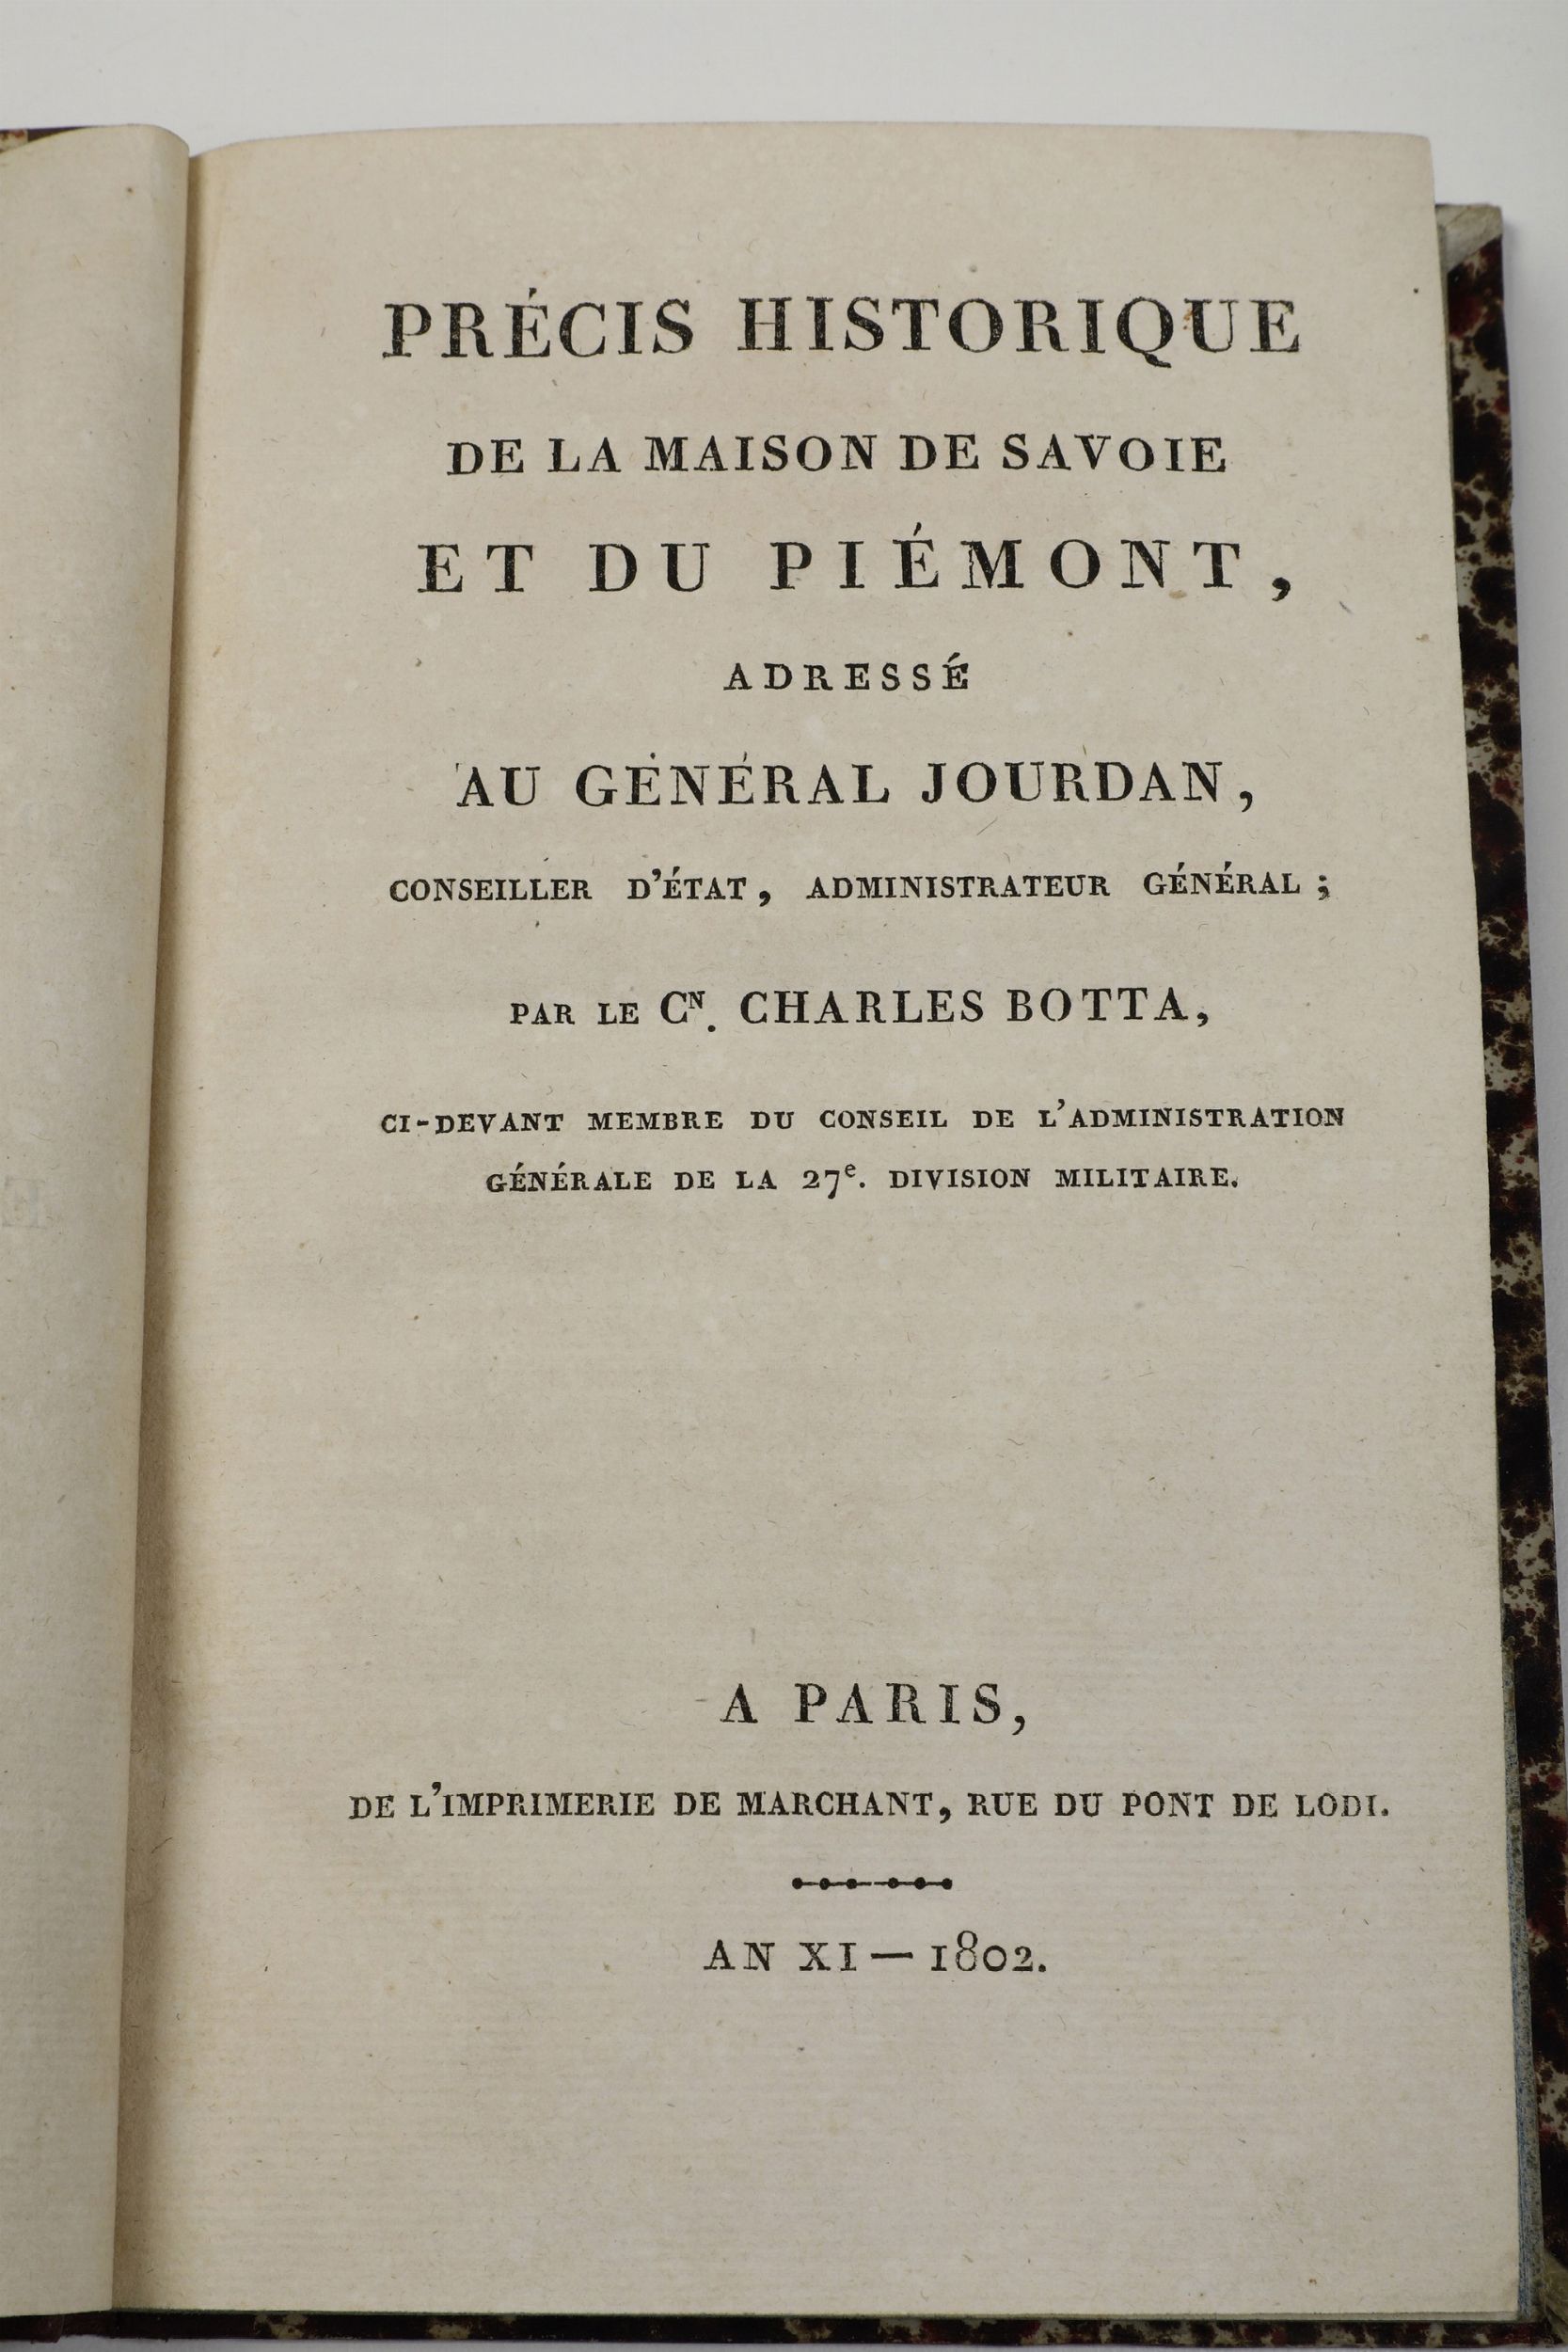 PRÉCIS HISTORIQUE
DE LA MAISON DE SAVOIE
ET DU PIÉMONT,
ADRESSÉ
AU GÉNÉRAL JOURDAN,
CONSEILLER D'ÉTAT, ADMINISTRATEUR GÉNÉRAL ;
PAR LE CN. CHARLES BOTTA,
CI-DEVANT MEMBRE DU CONSEIL DE L'ADMINISTRATION
GÉNÉRALE DE LA 27e. DIVISION MILITAIRE.
A PARIS,
DE L'IMPRIMERIE DE MARCHANT, RUE DU PONT DE LODI.
AN XI — 1802.